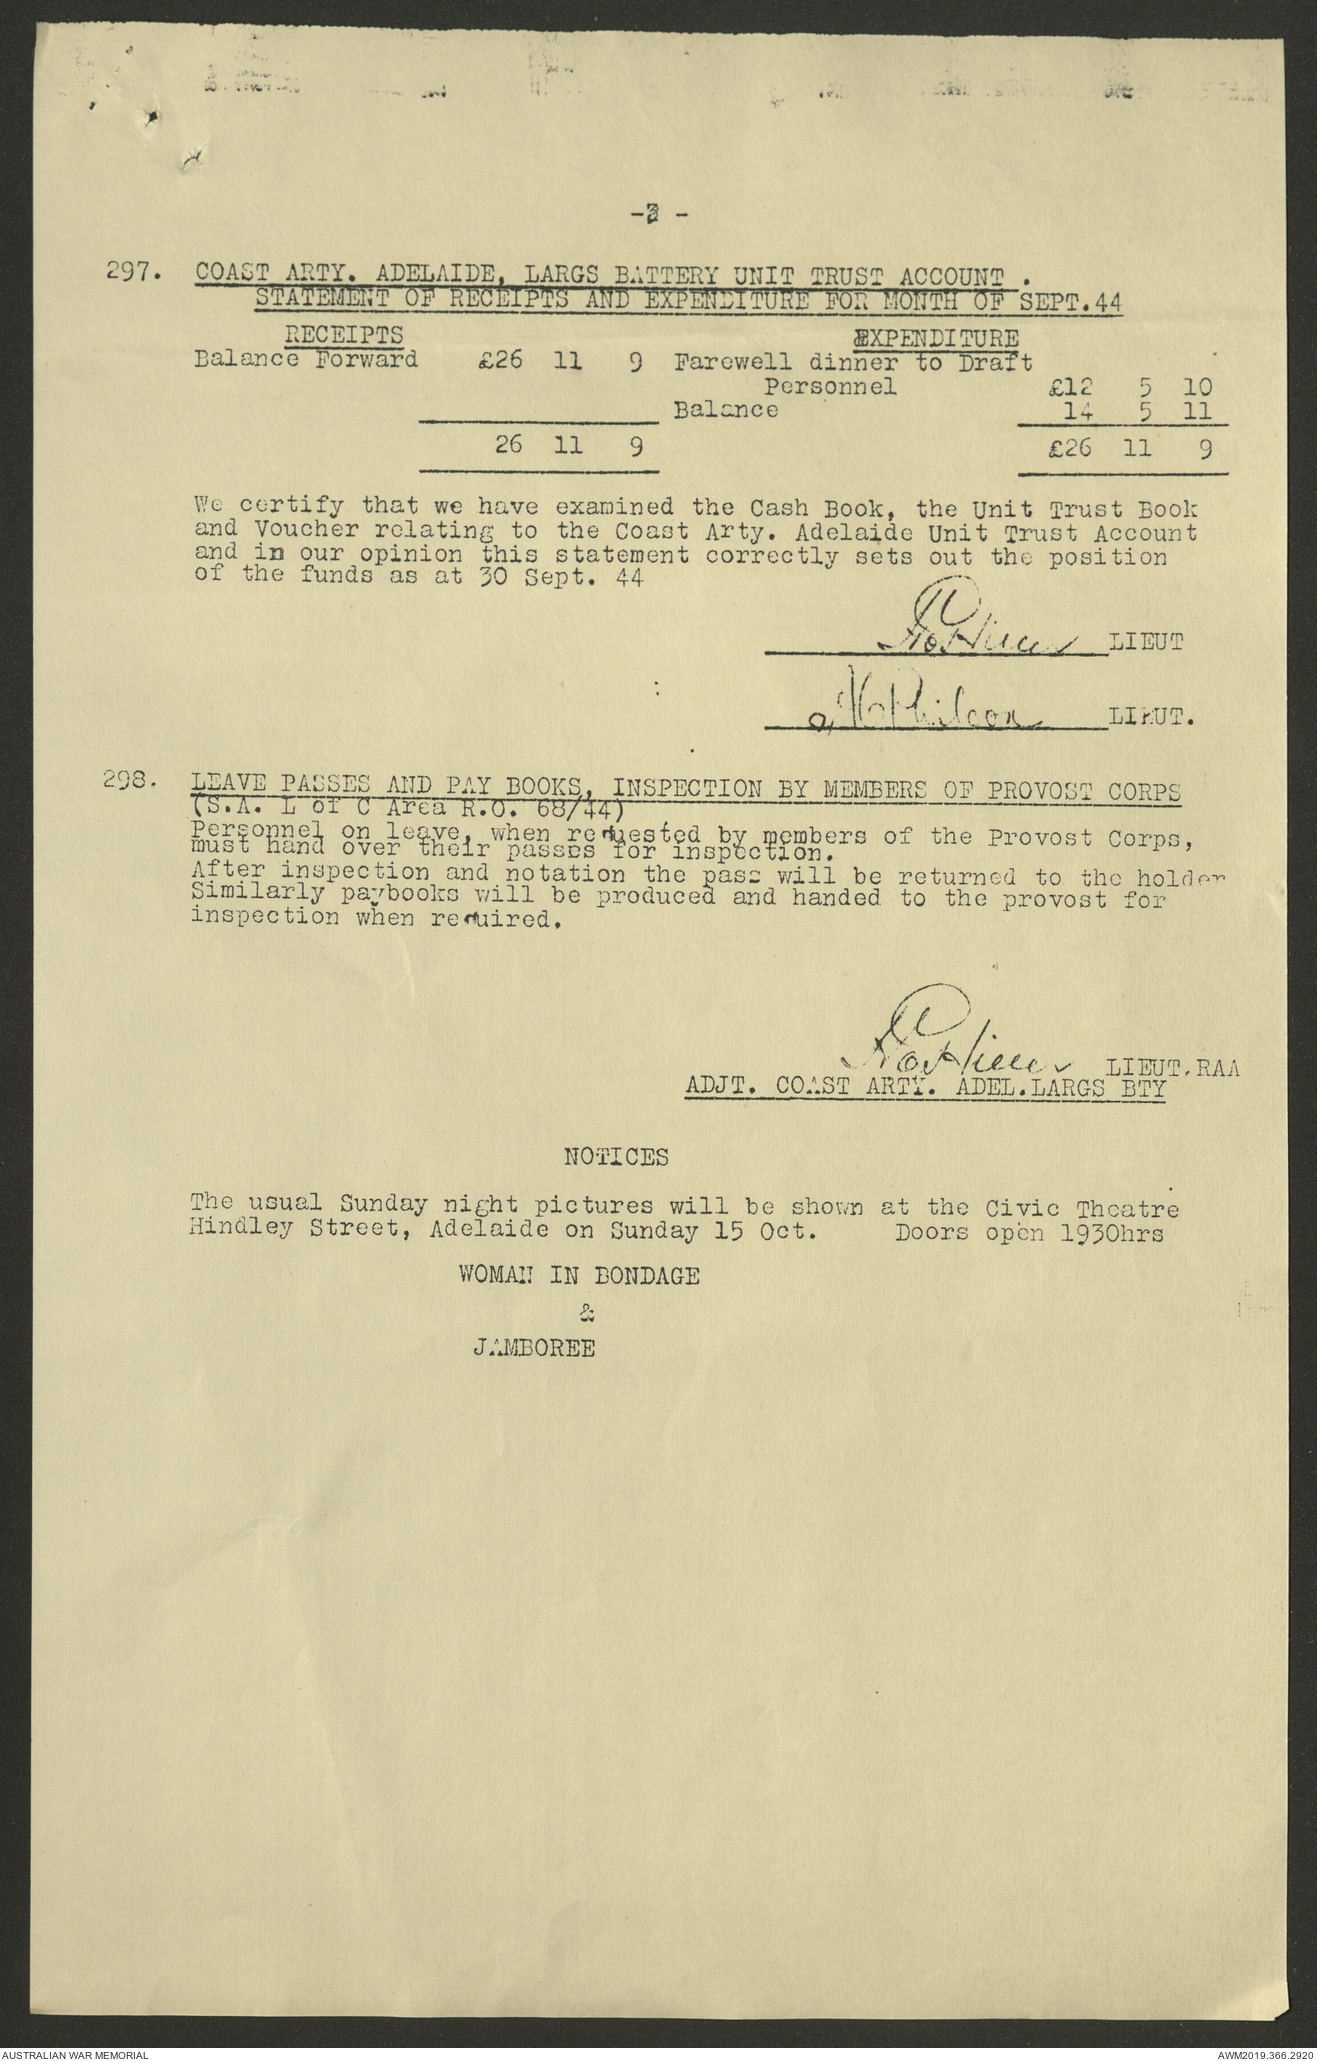 297. COAST ARTY. ADELAIDE, LARGS BATTERY UNIT TRUST ACCOUNT .
STATEMENT OF RECEIPTS AND EXPENDITURE FOR MONTH OF SEPT.44
RECEIPTS EXPENDITURE
Balance Forward £26 11 9 Farewell dinner to Draft
Personnel £12 5 10
Balance 14 5 11
26 11 9 £26 11 9
We certify that we have examined the Cash Book, the Unit Trust Book
and Voucher relating to the Coast Arty. Adelaide Unit Trust Account
and in our opinion this statement correctly sets out the position
of the funds as at 30 Sept. 44
LIEUT
LIEUT.
298. LEAVE PASSES AND PAY BOOKS, INSPECTION BY MEMBERS OF PROVOST CORPS
(S.A. L of C Area R.O. 68/44)
Personnel on leave, when requested by members of the Provost Corps,
must hand over their passes for inspection.
After inspection and notation the pass will be returned to the holder
Similarly paybooks will be produced and handed to the provost for
inspection when required.
LIEUT.RAA
ADJT. COAST ARTY. ADEL.LARGS BTY
NOTICES
The usual Sunday night pictures will be shown at the Civic Theatre
Hindley Street, Adelaide on Sunday 15 Oct. Doors open 1930hrs
WOMAN IN BONDAGE
&
JAMBOREE
AUSTRALIAN WAR MEMORIAL AWM2019.366.2920